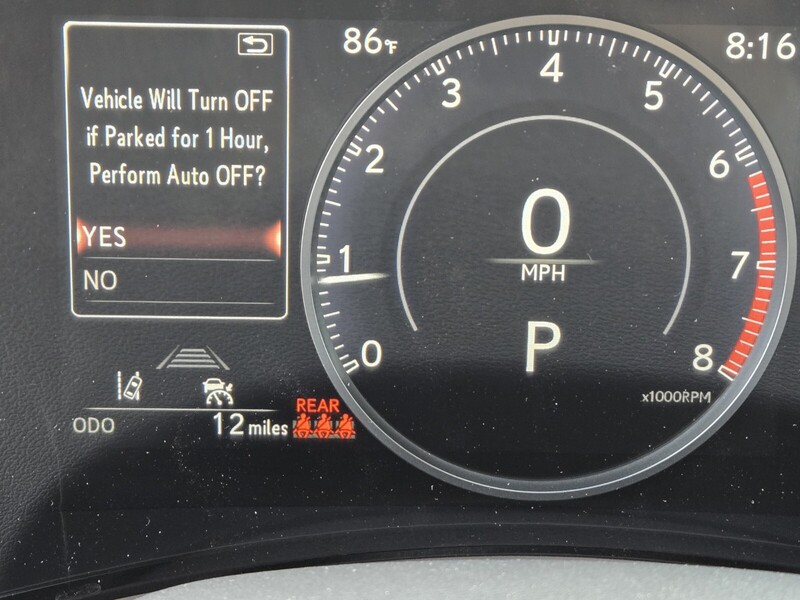 Vehicle Will Turn OFF
if Parked for 1 Hour,
Perform Auto OFF?
YES
NO
86°F
8:16
0
1
2
3
4
5
6
7
8
0
MPH
P
x1000RPM
ODO
12 miles
REAR